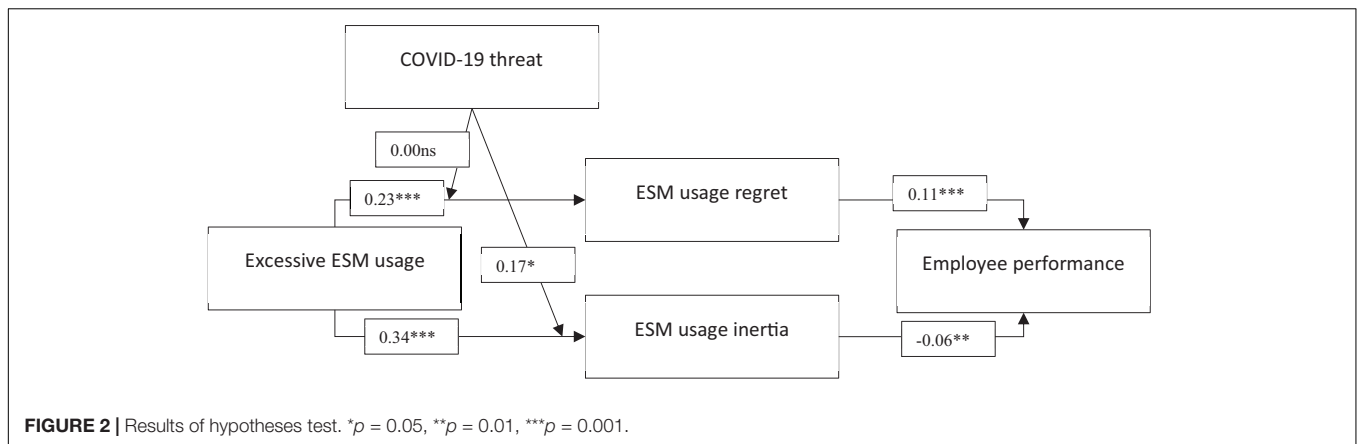 COVID-19 threat
0.00ns
0.23***
ESM usage regret
0.11***
Excessive ESM usage
0.17*
Employee performance
0.34***
ESM usage inertia
-0.06**
FIGURE 2 | Results of hypotheses test. *p = 0.05, **p = 0.01, ***p = 0.001.